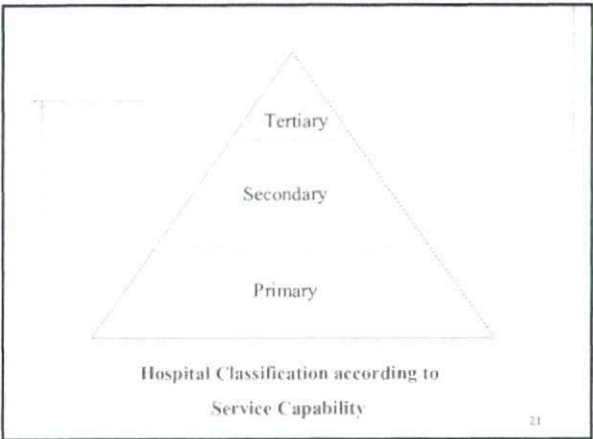 Tertiary
Secondary
Primary
Hospital Classification according to
Service Capability
21